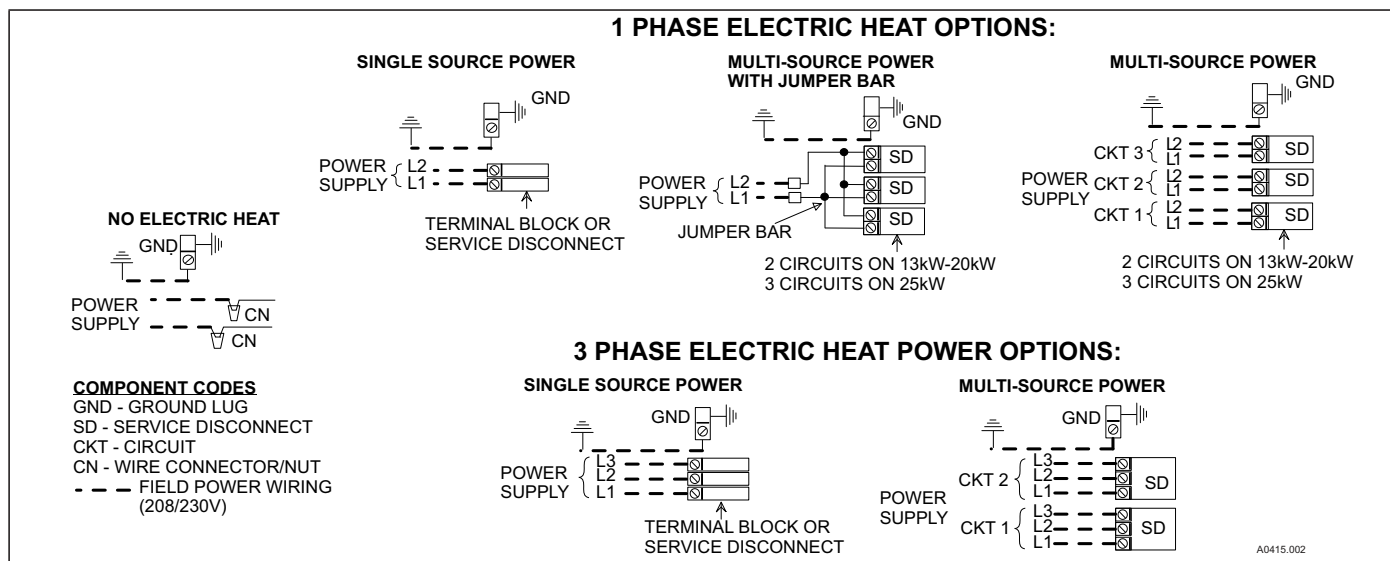 1 PHASE ELECTRIC HEAT OPTIONS:
SINGLE SOURCE POWER
GND
POWER
SUPPLY
L2
L1
TERMINAL BLOCK OR
SERVICE DISCONNECT
MULTI-SOURCE POWER
WITH JUMPER BAR
GND
SD
SD
SD
POWER
SUPPLY
L2
L1
JUMPER BAR
2 CIRCUITS ON 13kW-20kW
3 CIRCUITS ON 25kW
MULTI-SOURCE POWER
GND
POWER
SUPPLY
CKT 3
L2
L1
SD
CKT 2
L2
L1
SD
CKT 1
L2
L1
SD
2 CIRCUITS ON 13kW-20kW
3 CIRCUITS ON 25kW
NO ELECTRIC HEAT
GND
POWER
SUPPLY
CN
CN
COMPONENT CODES
GND - GROUND LUG
SD - SERVICE DISCONNECT
CKT - CIRCUIT
CN - WIRE CONNECTOR/NUT
FIELD POWER WIRING
(208/230V)
3 PHASE ELECTRIC HEAT POWER OPTIONS:
SINGLE SOURCE POWER
GND
POWER
SUPPLY
L3
L2
L1
TERMINAL BLOCK OR
SERVICE DISCONNECT
MULTI-SOURCE POWER
GND
POWER
SUPPLY
CKT 2
L3
L2
L1
SD
CKT 1
L3
L2
L1
SD
A0415.002